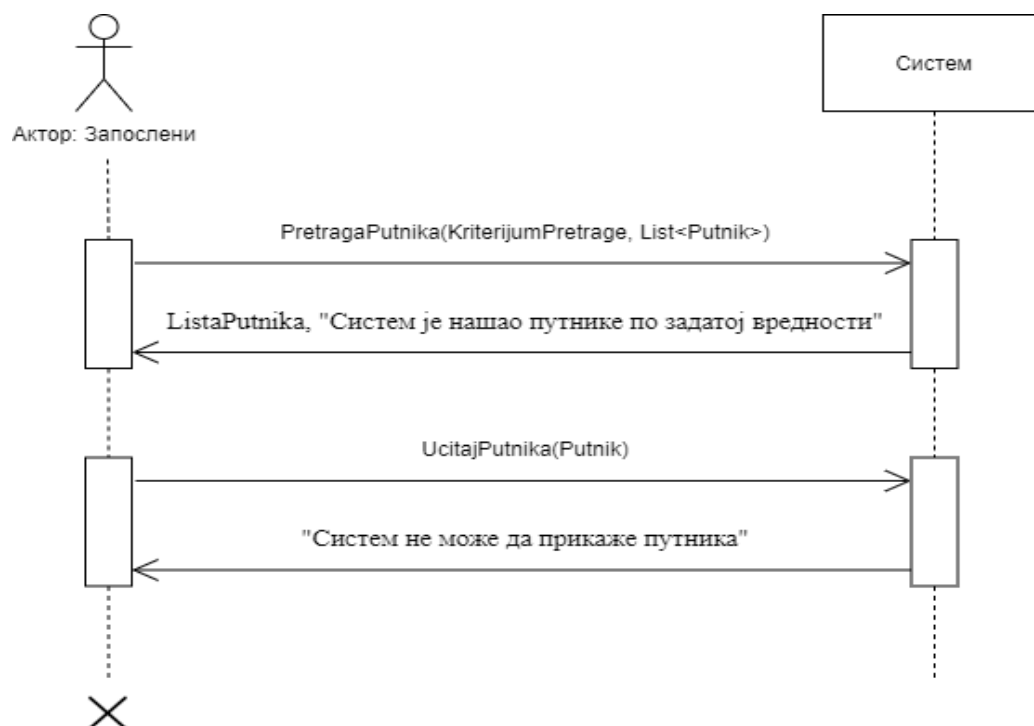 Систем
Актор: Запослени
PretragaPutnika(KriterijumPretrage, List<Putnik>)
ListaPutnika, "Систем је нашао путнике по задатој вредности"
UcitajPutnika(Putnik)
"Систем не може да прикаже путника"